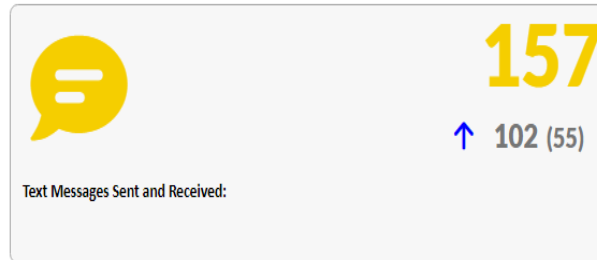 157
↑ 102 (55)
Text Messages Sent and Received: